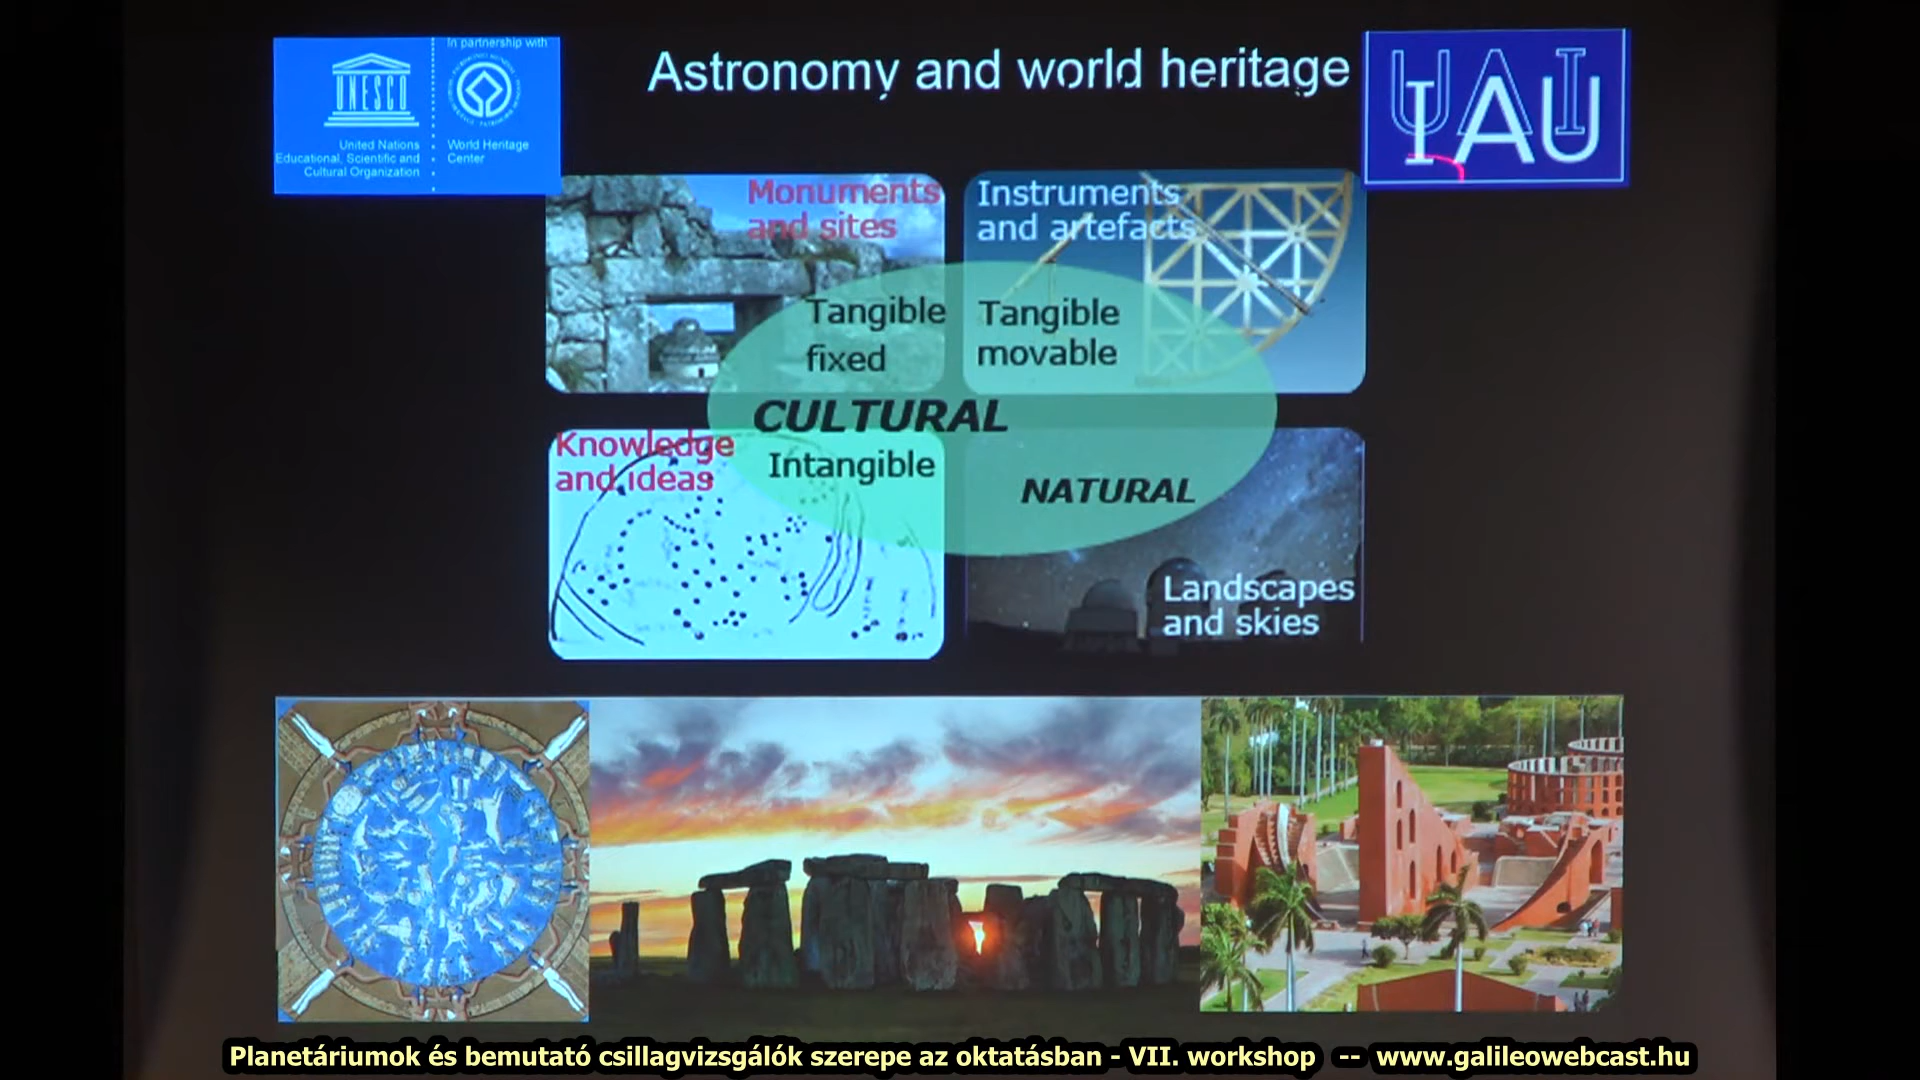 In partnership with
Astronomy and world heritage
UAI
IAU
UNESCO
United Nations
Educational, Scientific and
Cultural Organization
World Heritage
Center
Monuments
and sites
Instruments
and artefacts
Tangible
fixed
Tangible
movable
CULTURAL
Knowledge
and ideas
Intangible
NATURAL
Landscapes
and skies
Planetáriumok és bemutató csillagvizsgálók szerepe az oktatásban - VII. workshop -- www.galileowebcast.hu